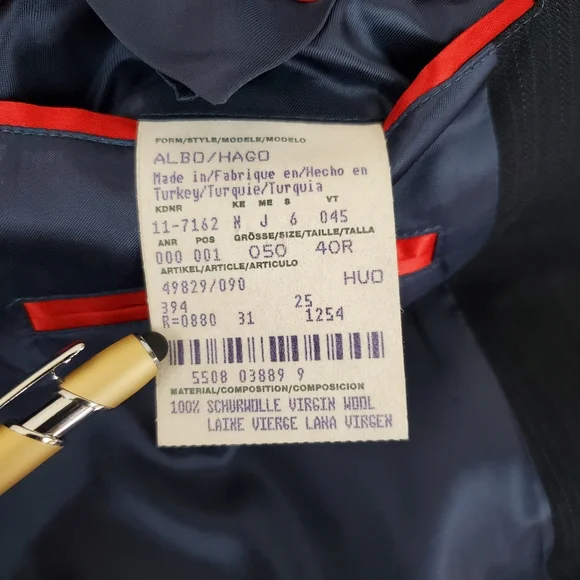 FORM/STYLE/MODELE/MODELO
ALBO/HAGO
Made in/Fabrique en/Hecho en
Turkey/Turquie/Turquia
KDNR KE ME S VT
11-7162 N J 6 045
ANR POS GRÖSSE/SIZE/TAILLE/TALLA
000 001 050 40R
ARTIKEL/ARTICLE/ARTICULO
49829/090 HUO
394 25
R=0880 31 1254
5508 03889 9
MATERIAL/COMPOSITION/COMPOSICION
100% SCHURWOLLE VIRGIN WOOL
LAINE VIERGE LANA VIRGEN